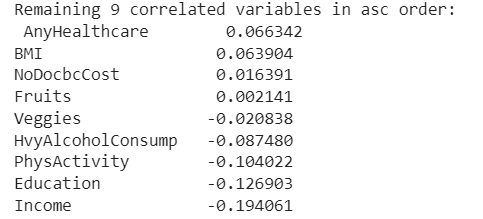 Remaining 9 correlated variables in asc order:
AnyHealthcare 0.066342
BMI 0.063904
NoDocbcCost 0.016391
Fruits 0.002141
Veggies -0.020838
HvyAlcoholConsump -0.087480
PhysActivity -0.104022
Education -0.126903
Income -0.194061